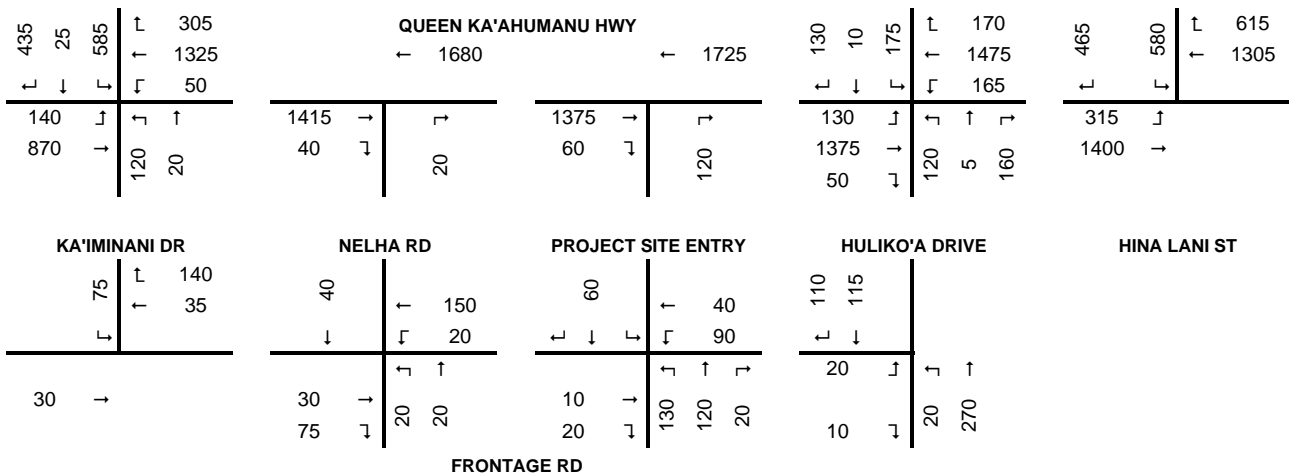 435 25 585 ↰ 305 QUEEN KA'AHUMANU HWY 130 10 175 ↰ 170 465 580 ↰ 615
← 1325 ← 1680 ← 1725 ← 1475 ← 1305
↵ ↓ ↳ ↲ 50 ↵ ↓ ↳ ↲ 165 ↵ ↳
140 ↑ ↰ ↑ 1415 → ↱ 1375 → ↱ 130 ↑ ↰ ↑ ↱ 315 ↑
870 → 120 20 40 ↴ 20 60 ↴ 120 1375 → 120 5 160 1400 →
50 ↴
KA'IMINANI DR NELHA RD PROJECT SITE ENTRY HULIKO'A DRIVE HINA LANI ST
75 ↰ 140 40 60 110 115
← 35 ← 150 ← 40
↳ ↓ ↲ 20 ↵ ↓ ↳ ↲ 90 ↵ ↓
↰ ↑ ↰ ↑ ↱ 20 ↑ ↰ ↑
30 → 30 → 20 20 10 → 130 120 20 20 270
75 ↴ 20 ↴ 10 ↴
FRONTAGE RD